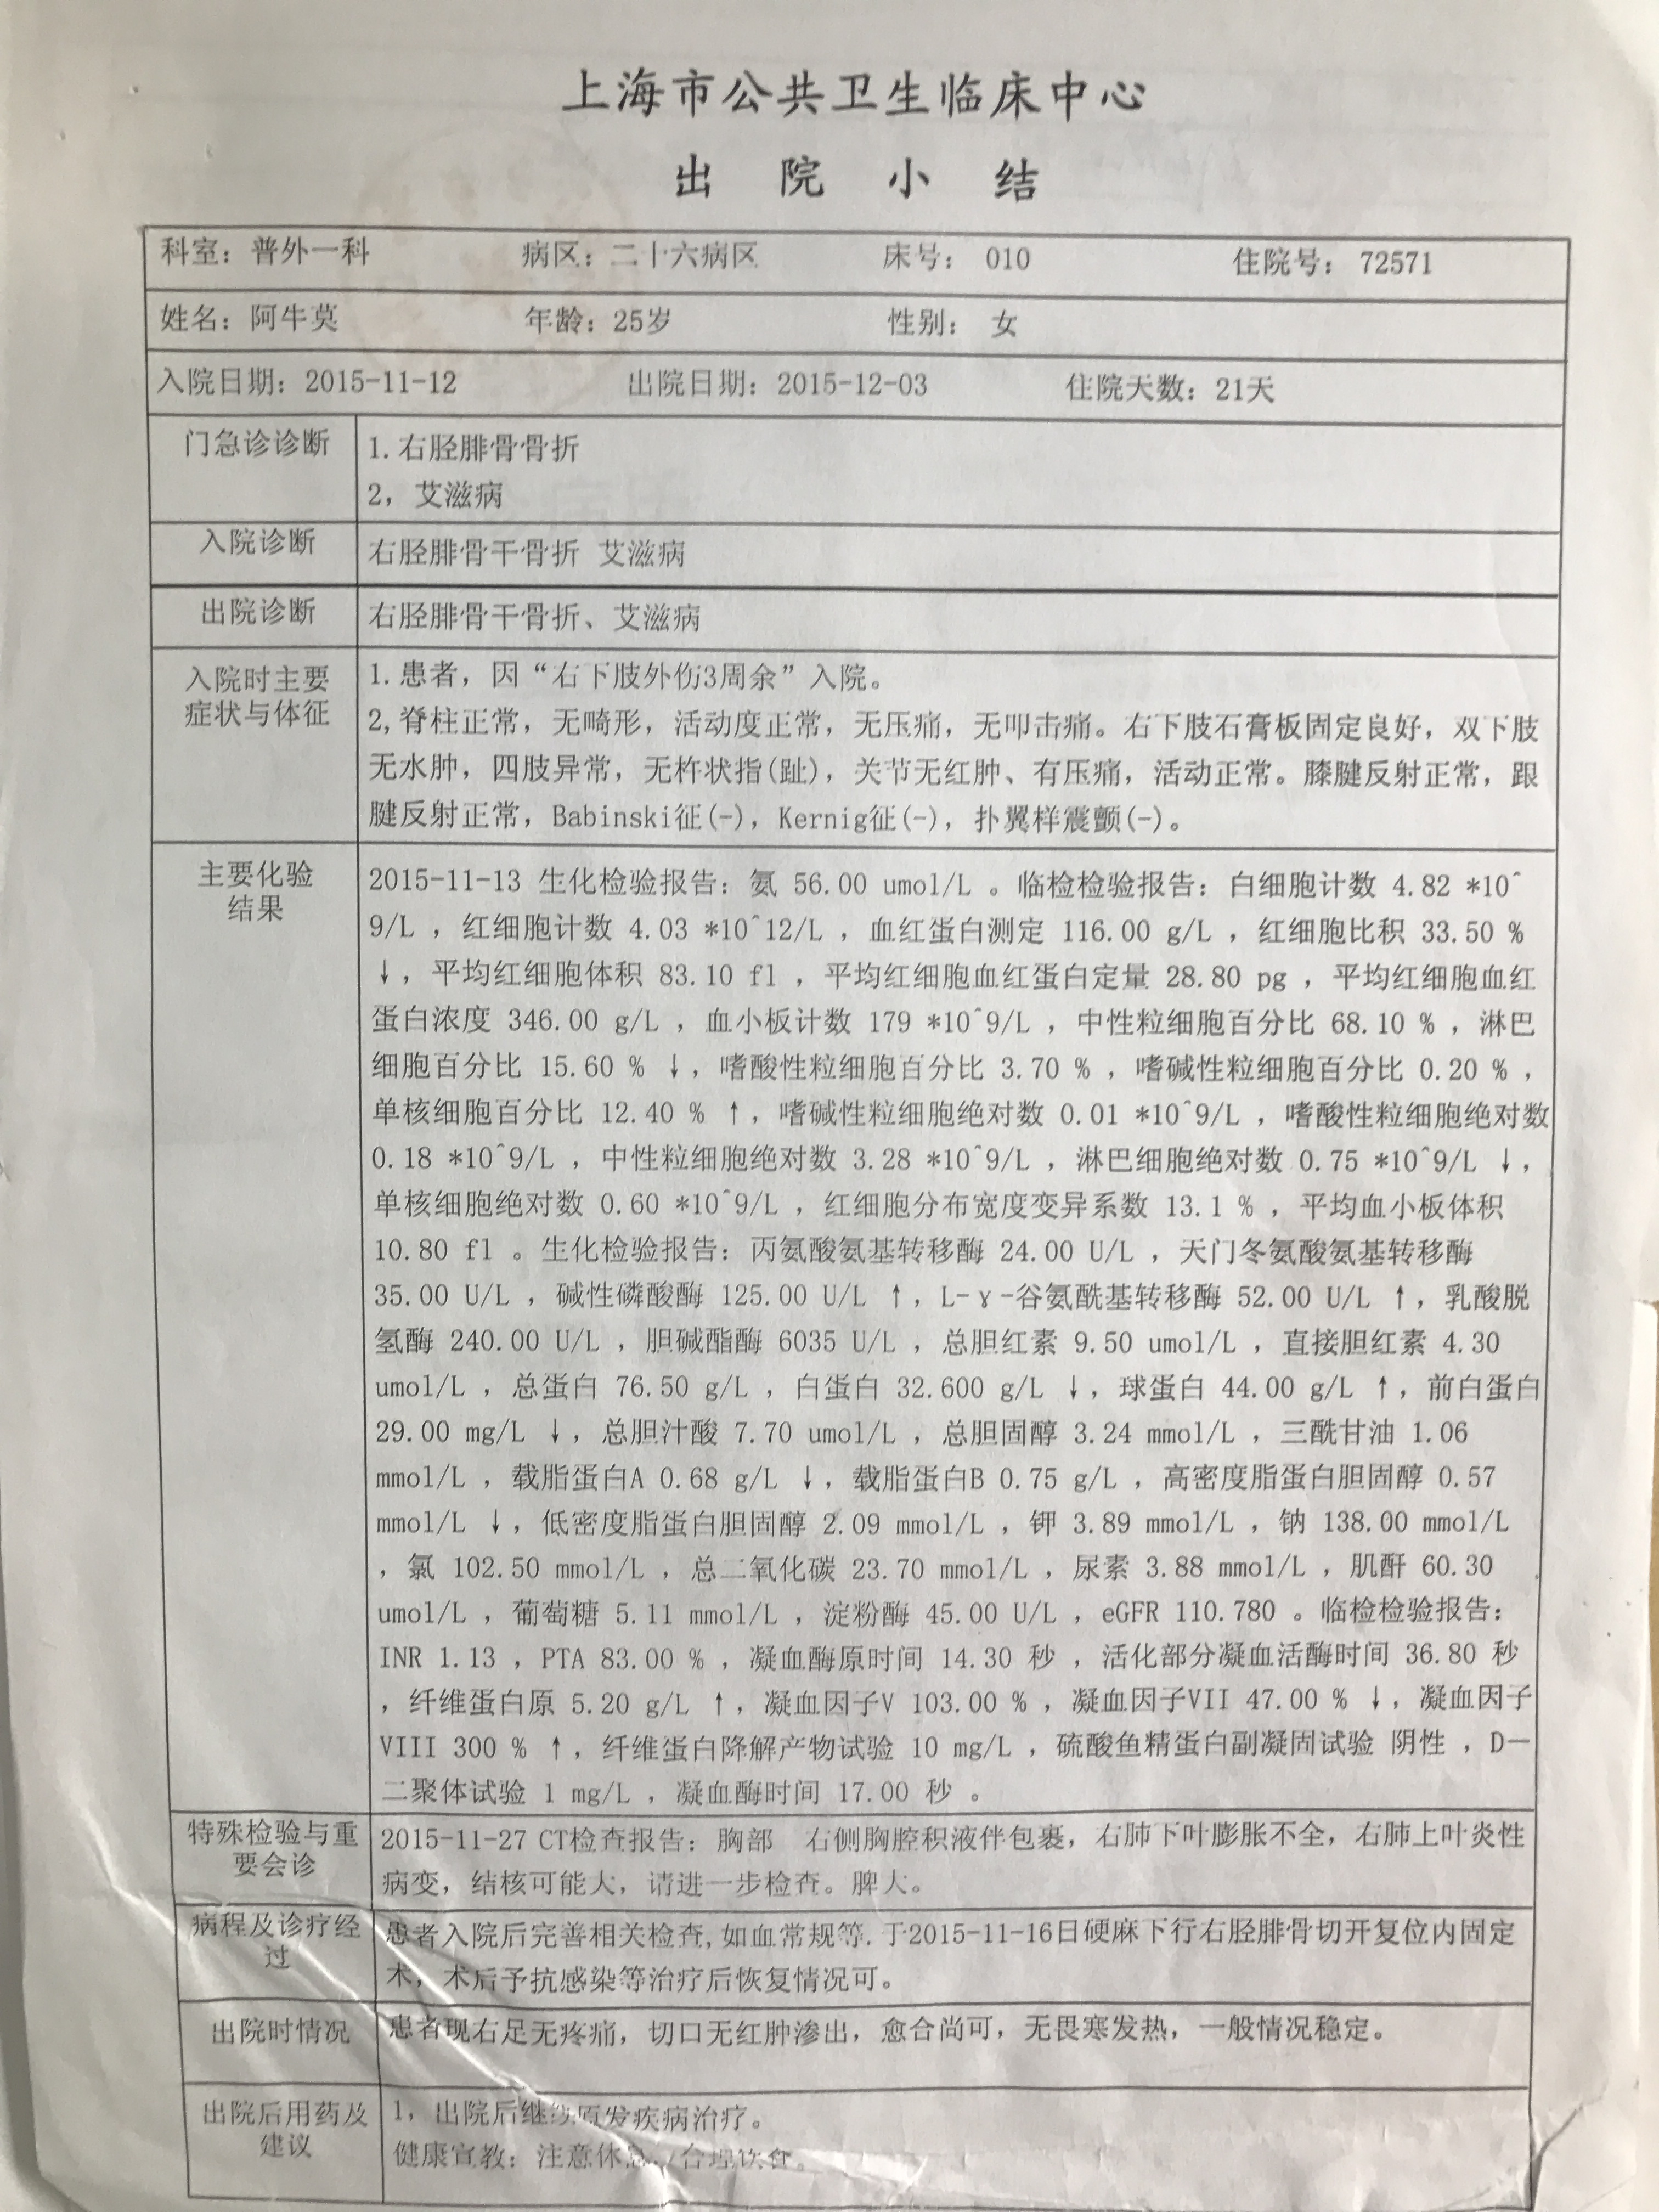 上海市公共卫生临床中心
出 院 小 结
科室：普外一科 病区：二十六病区 床号： 010 住院号： 72571
姓名：阿牛莫 年龄：25岁 性别： 女
入院日期：2015-11-12 出院日期：2015-12-03 住院天数：21天
门急诊诊断
1.右胫腓骨骨折
2，艾滋病
入院诊断
右胫腓骨干骨折 艾滋病
出院诊断
右胫腓骨干骨折、艾滋病
入院时主要
症状与体征
1.患者，因“右下肢外伤3周余”入院。
2,脊柱正常，无畸形，活动度正常，无压痛，无叩击痛。右下肢石膏板固定良好，双下肢
无水肿，四肢异常，无杵状指(趾)，关节无红肿、有压痛，活动正常。膝腱反射正常，跟
腱反射正常，Babinski征(-)，Kernig征(-)，扑翼样震颤(-)。
主要化验
结果
2015-11-13 生化检验报告：氨 56.00 umol/L 。临检检验报告：白细胞计数 4.82 *10^
9/L ，红细胞计数 4.03 *10^12/L ，血红蛋白测定 116.00 g/L ，红细胞比积 33.50 %
↓，平均红细胞体积 83.10 fl ，平均红细胞血红蛋白定量 28.80 pg ，平均红细胞血红
蛋白浓度 346.00 g/L ，血小板计数 179 *10^9/L ，中性粒细胞百分比 68.10 % ，淋巴
细胞百分比 15.60 % ↓，嗜酸性粒细胞百分比 3.70 % ，嗜碱性粒细胞百分比 0.20 % ，
单核细胞百分比 12.40 % ↑，嗜碱性粒细胞绝对数 0.01 *10^9/L ，嗜酸性粒细胞绝对数
0.18 *10^9/L ，中性粒细胞绝对数 3.28 *10^9/L ，淋巴细胞绝对数 0.75 *10^9/L ↓，
单核细胞绝对数 0.60 *10^9/L ，红细胞分布宽度变异系数 13.1 % ，平均血小板体积
10.80 fl 。生化检验报告：丙氨酸氨基转移酶 24.00 U/L ，天门冬氨酸氨基转移酶
35.00 U/L ，碱性磷酸酶 125.00 U/L ↑，L-γ-谷氨酰基转移酶 52.00 U/L ↑，乳酸脱
氢酶 240.00 U/L ，胆碱酯酶 6035 U/L ，总胆红素 9.50 umol/L ，直接胆红素 4.30
umol/L ，总蛋白 76.50 g/L ，白蛋白 32.600 g/L ↓，球蛋白 44.00 g/L ↑，前白蛋白
29.00 mg/L ↓，总胆汁酸 7.70 umol/L ，总胆固醇 3.24 mmol/L ，三酰甘油 1.06
mmol/L ，载脂蛋白A 0.68 g/L ↓，载脂蛋白B 0.75 g/L ，高密度脂蛋白胆固醇 0.57
mmol/L ↓，低密度脂蛋白胆固醇 2.09 mmol/L ，钾 3.89 mmol/L ，钠 138.00 mmol/L
，氯 102.50 mmol/L ，总二氧化碳 23.70 mmol/L ，尿素 3.88 mmol/L ，肌酐 60.30
umol/L ，葡萄糖 5.11 mmol/L ，淀粉酶 45.00 U/L ，eGFR 110.780 。临检检验报告：
INR 1.13 ，PTA 83.00 % ，凝血酶原时间 14.30 秒 ，活化部分凝血活酶时间 36.80 秒
，纤维蛋白原 5.20 g/L ↑，凝血因子V 103.00 % ，凝血因子VII 47.00 % ↓，凝血因子
VIII 300 % ↑，纤维蛋白降解产物试验 10 mg/L ，硫酸鱼精蛋白副凝固试验 阴性 ，D一
二聚体试验 1 mg/L ，凝血酶时间 17.00 秒 。
特殊检验与重
要会诊
2015-11-27 CT检查报告：胸部 右侧胸腔积液伴包裹，右肺下叶膨胀不全，右肺上叶炎性
病变，结核可能大，请进一步检查。脾大。
病程及诊疗经
过
患者入院后完善相关检查,如血常规等.于2015-11-16日硬麻下行右胫腓骨切开复位内固定
术，术后予抗感染等治疗后恢复情况可。
出院时情况
患者现右足无疼痛，切口无红肿渗出，愈合尚可，无畏寒发热，一般情况稳定。
出院后用药及
建议
1，出院后继续原发疾病治疗。
健康宣教：注意休息，合理饮食。